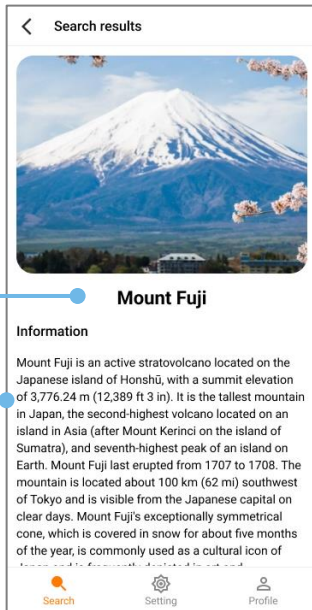 Search results
Mount Fuji
Information
Mount Fuji is an active stratovolcano located on the
Japanese island of Honshū, with a summit elevation
of 3,776.24 m (12,389 ft 3 in). It is the tallest mountain
in Japan, the second-highest volcano located on an
island in Asia (after Mount Kerinci on the island of
Sumatra), and seventh-highest peak of an island on
Earth. Mount Fuji last erupted from 1707 to 1708. The
mountain is located about 100 km (62 mi) southwest
of Tokyo and is visible from the Japanese capital on
clear days. Mount Fuji's exceptionally symmetrical
cone, which is covered in snow for about five months
of the year, is commonly used as a cultural icon of
Search
Setting
Profile